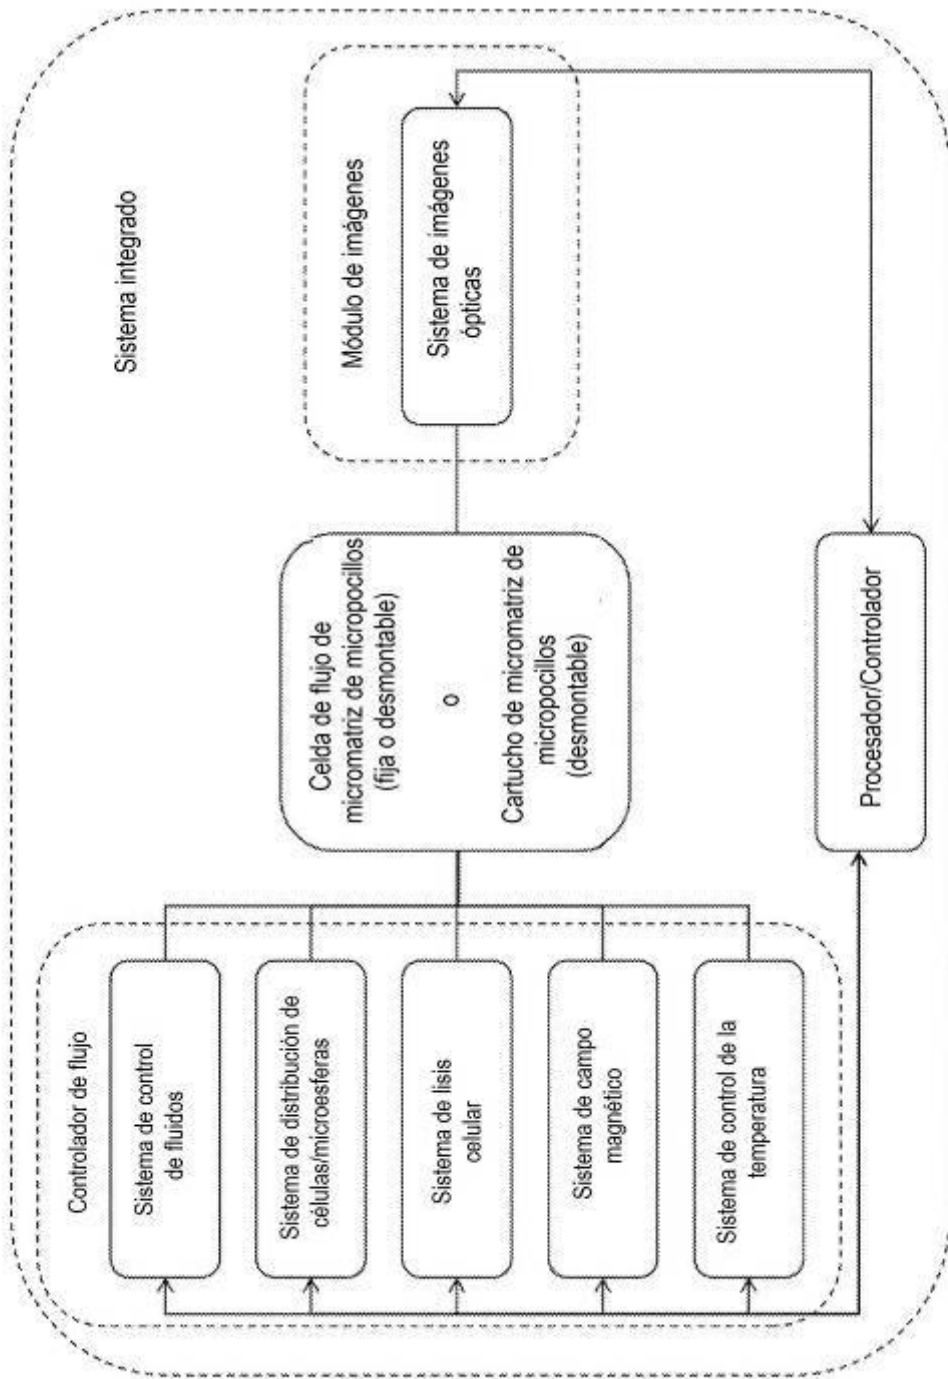 Sistema integrado
Controlador de flujo
Sistema de control
de fluidos
Sistema de distribución de
células/microesferas
Sistema de lisis
celular
Sistema de campo
magnético
Sistema de control de la
temperatura
Celda de flujo de
micromatriz de micropocillos
(fija o desmontable)
o
Cartucho de micromatriz de
micropocillos
(desmontable)
Módulo de imágenes
Sistema de imágenes
ópticas
Procesador/Controlador